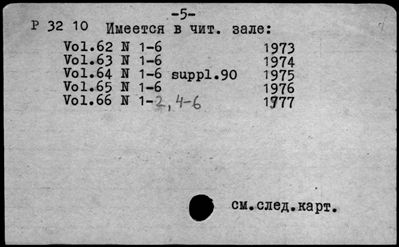 -5-
P 32 10 Имеется в чит. зале:
Vol.62 N 1-6 1973
Vol.63 N 1-6 1974
Vol.64 N 1-6 suppl.90 1975
Vol.65 N 1-6 1976
Vol.66 N 1-2,4-6 1977
см.след.карт.